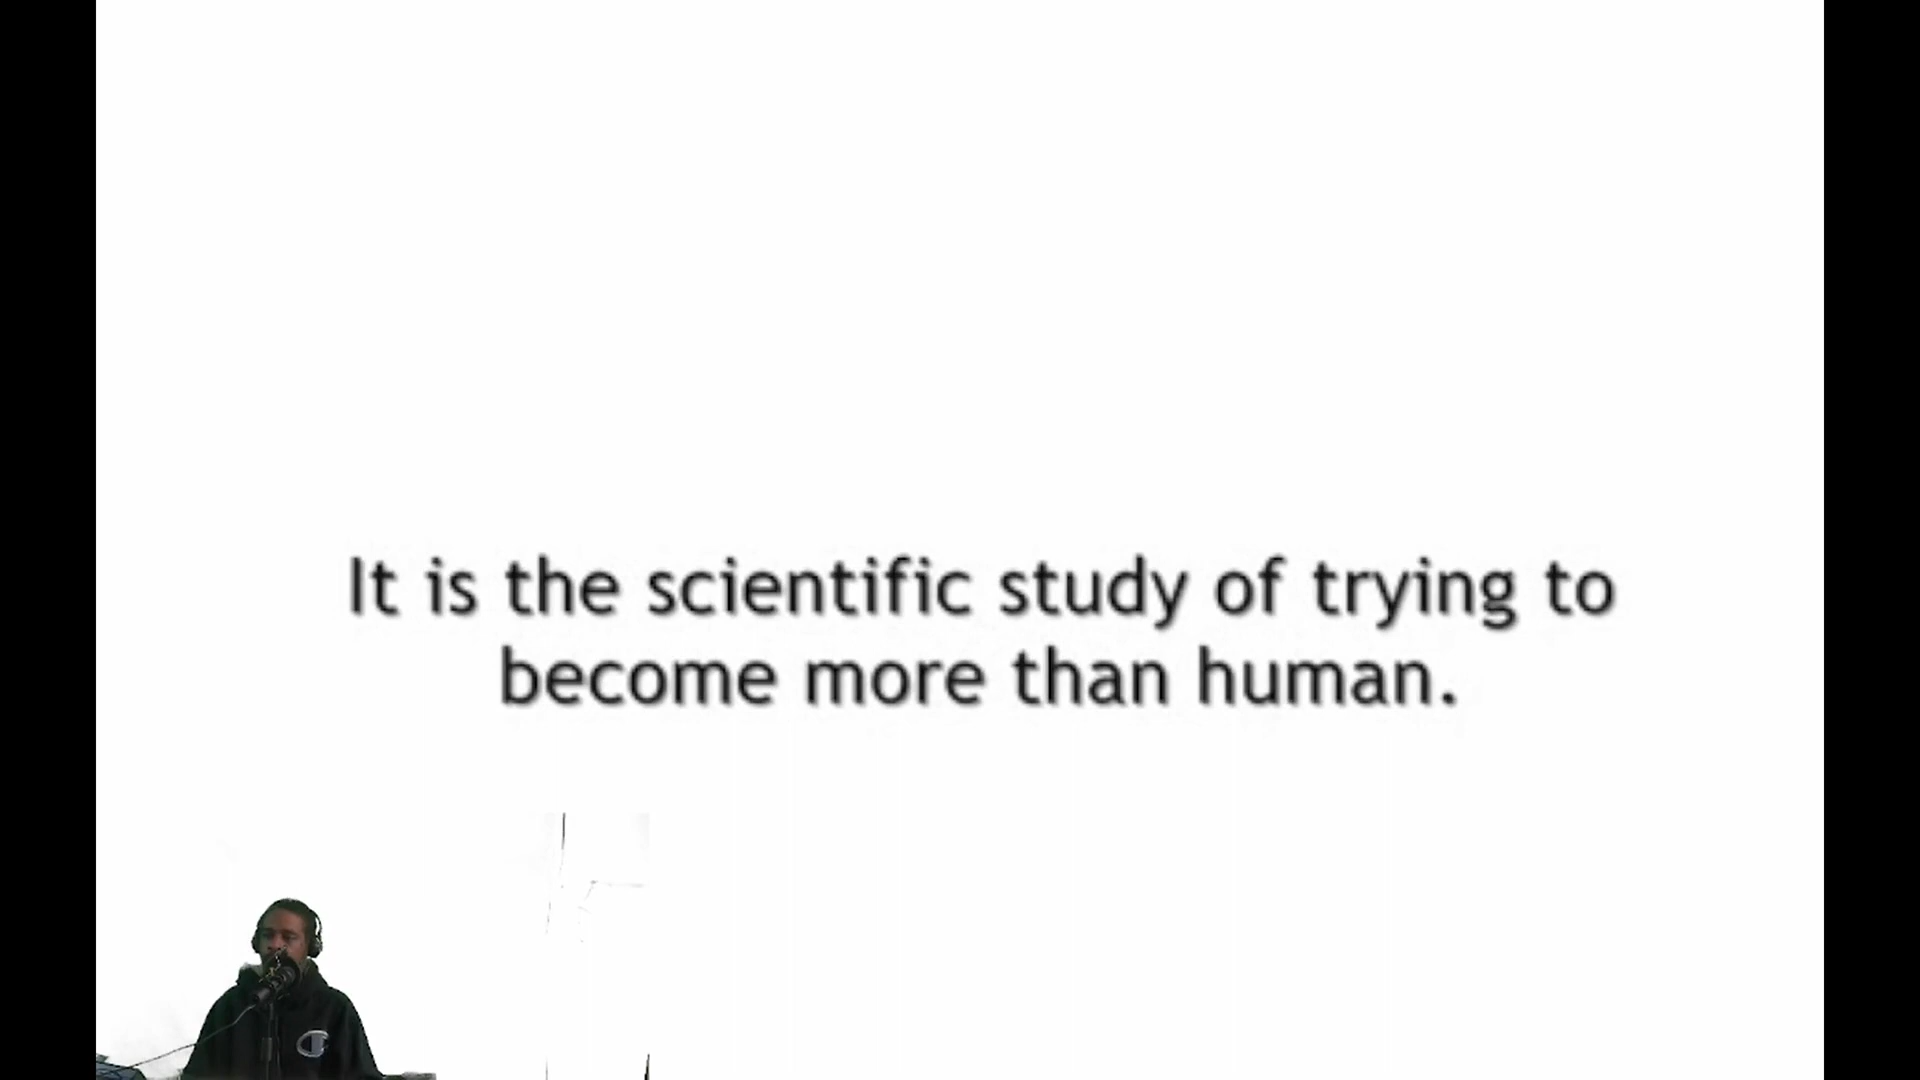 It is the scientific study of trying to
become more than human.